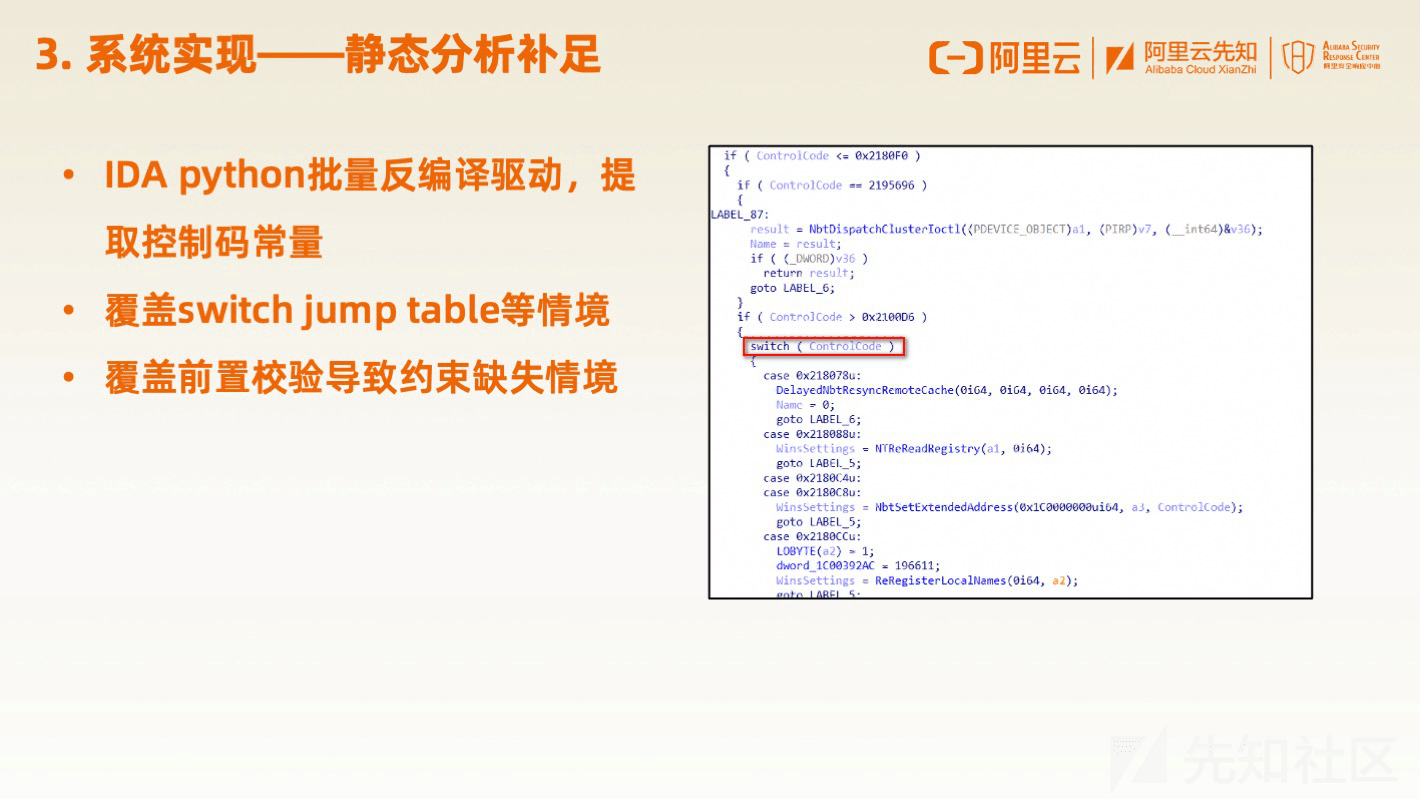 3. 系统实现——静态分析补足
阿里云
阿里云先知
Alibaba Cloud XianZhi
ALIBABA SECURITY
RESPONSE CENTER
阿里安全响应中心
• IDA python批量反编译驱动，提
取控制码常量
• 覆盖switch jump table等情境
• 覆盖前置校验导致约束缺失情境
if ( ControlCode <= 0x2180F0 )
{
if ( ControlCode == 2195696 )
{
LABEL_87:
result = NbtDispatchClusterIoctl((PDEVICE_OBJECT)a1, (PIRP)v7, (__int64)&v36);
Name = result;
if ( (_DWORD)v36 )
return result;
goto LABEL_6;
}
if ( ControlCode > 0x2100D6 )
{
switch ( ControlCode )
{
case 0x218078u:
DelayedNbtResyncRemoteCache(0i64, 0i64, 0i64, 0i64);
Name = 0;
goto LABEL_6;
case 0x218088u:
WinsSettings = NTReReadRegistry(a1, 0i64);
goto LABEL_5;
case 0x2180C4u:
case 0x2180C8u:
WinsSettings = NbtSetExtendedAddress(0x1C0000000ui64, a3, ControlCode);
goto LABEL_5;
case 0x2180CCu:
LOBYTE(a2) = 1;
dword_1C00392AC = 196611;
WinsSettings = ReRegisterLocalNames(0i64, a2);
goto LABEL_5;
先知社区